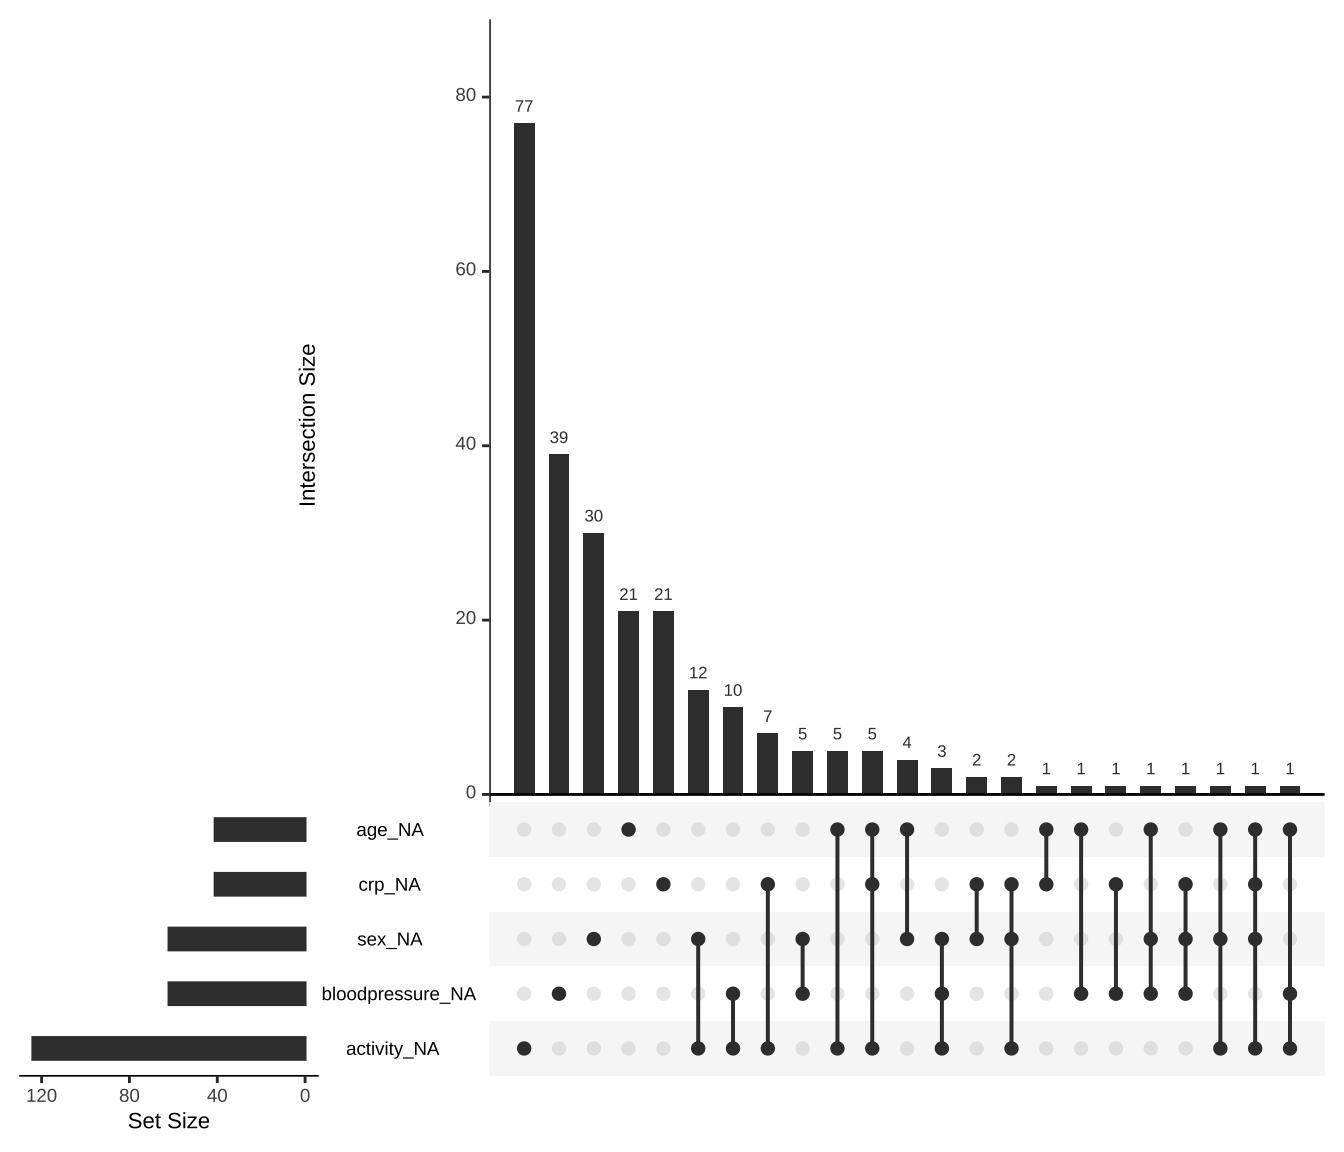 80
77
60
Intersection Size
40
39
30
20
21 21
12
10
7
5 5 5
4
3
2 2
1 1 1 1 1 1 1 1
0
age_NA
crp_NA
sex_NA
bloodpressure_NA
activity_NA
120 80 40 0
Set Size